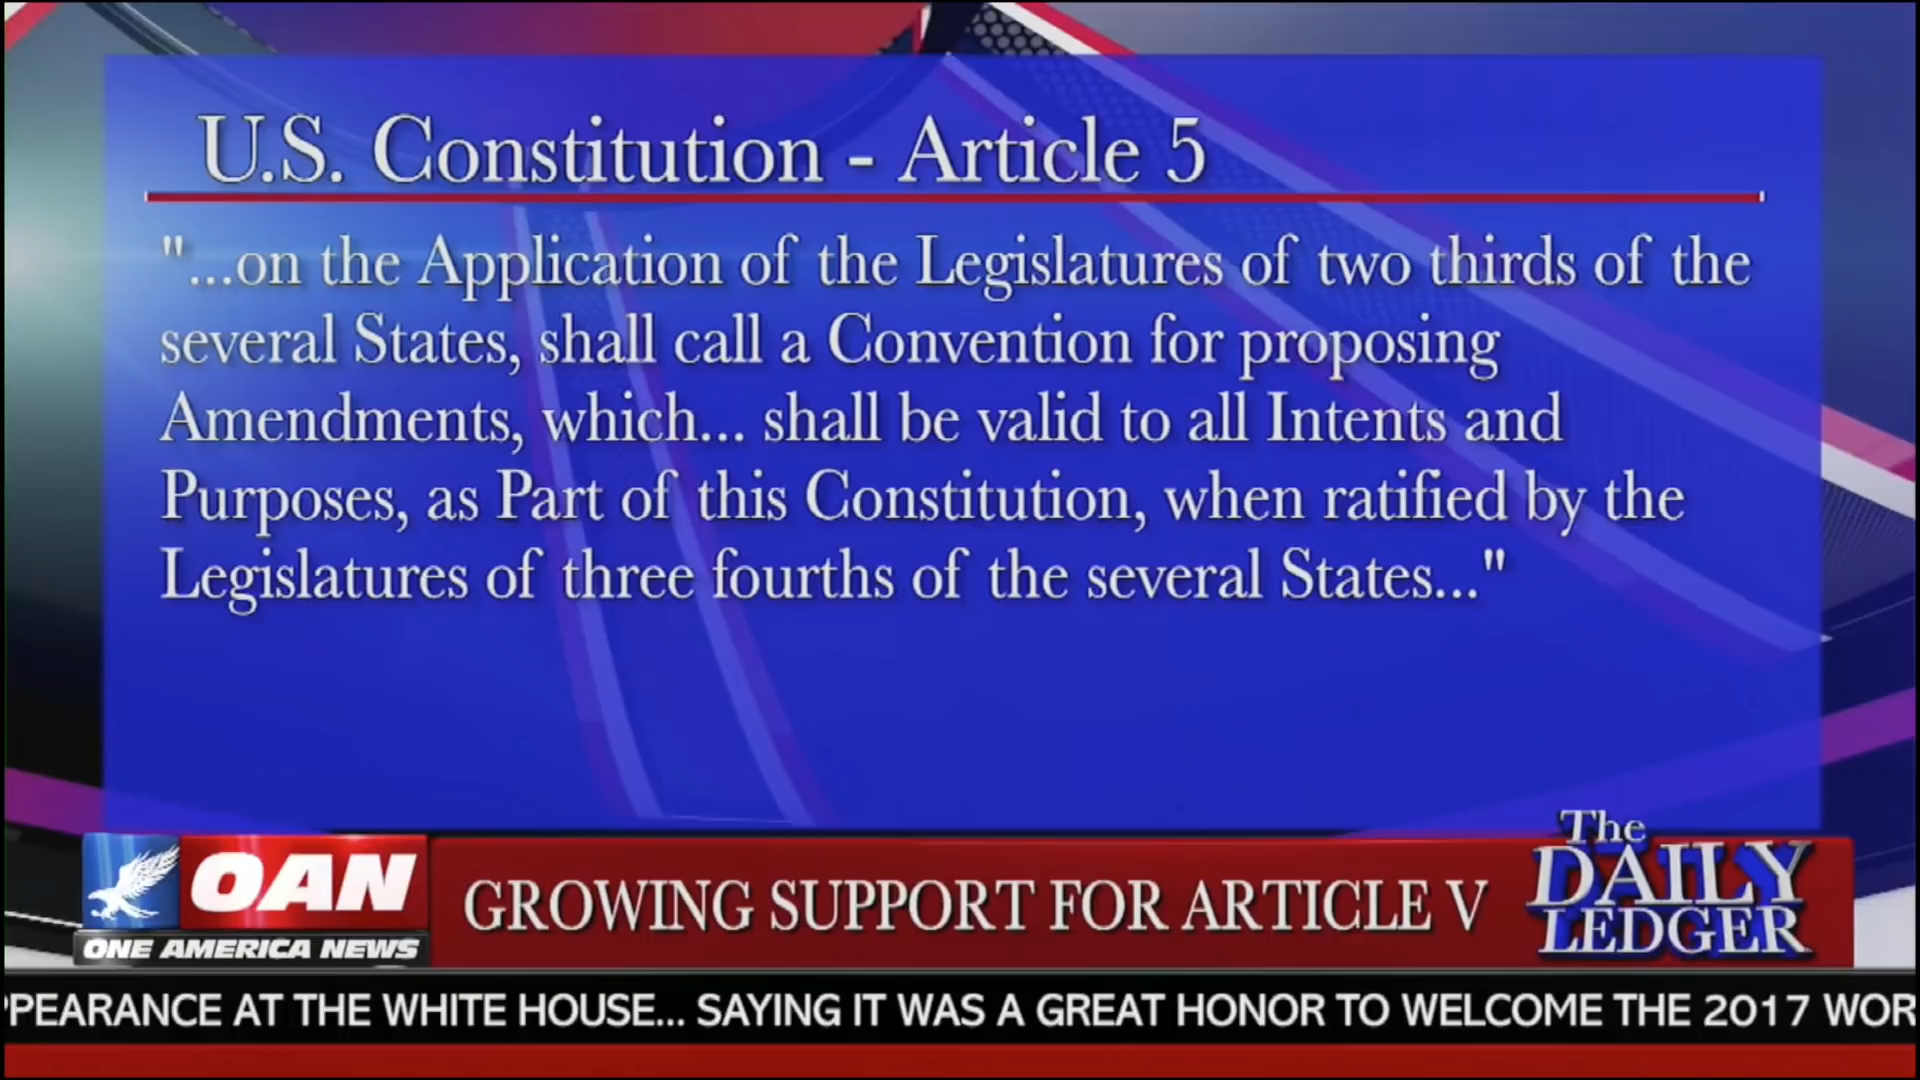 U.S. Constitution - Article 5
"...on the Application of the Legislatures of two thirds of the
several States, shall call a Convention for proposing
Amendments, which... shall be valid to all Intents and
Purposes, as Part of this Constitution, when ratified by the
Legislatures of three fourths of the several States..."
OAN
ONE AMERICA NEWS
GROWING SUPPORT FOR ARTICLE V
The
DAILY
LEDGER
PPEARANCE AT THE WHITE HOUSE... SAYING IT WAS A GREAT HONOR TO WELCOME THE 2017 WOR